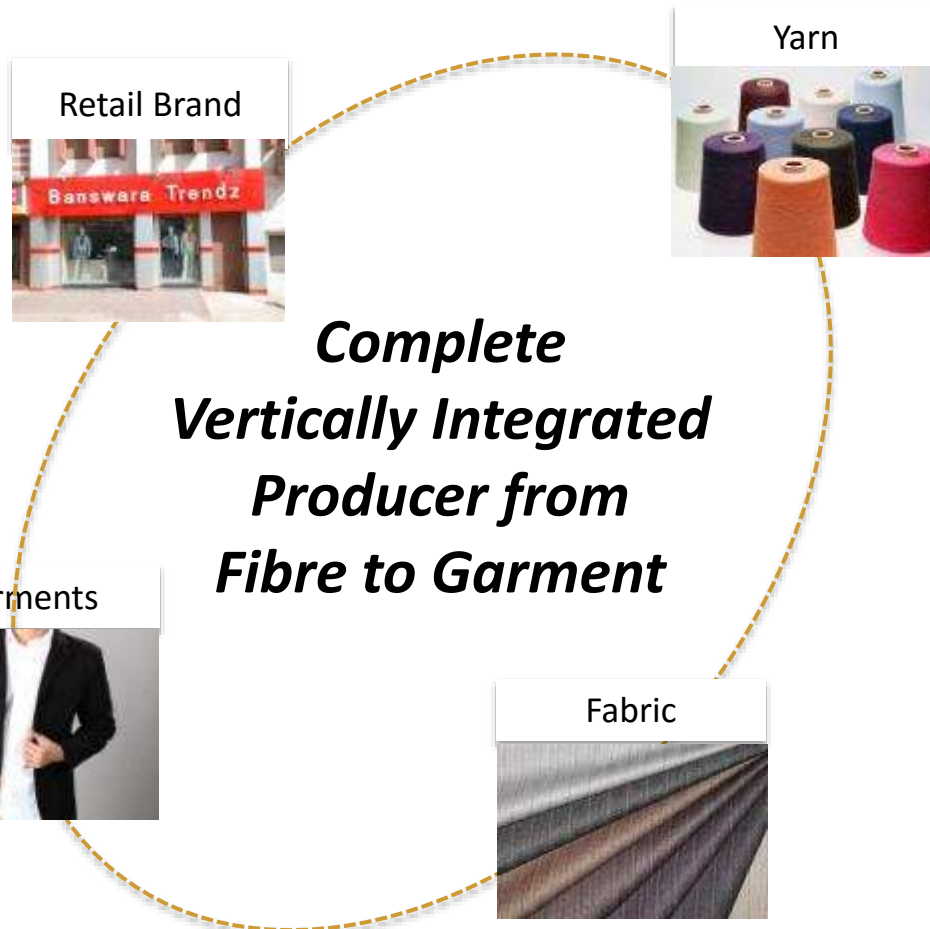 Yarn
Retail Brand
Banswara Trendz
Complete
Vertically Integrated
Producer from
Fibre to Garment
rments
Fabric